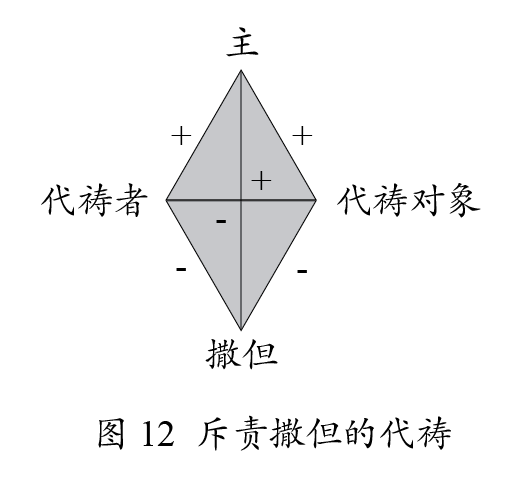 主
+ +
+
代祷者 代祷对象
-
- -
撒但
图 12 斥责撒但的代祷